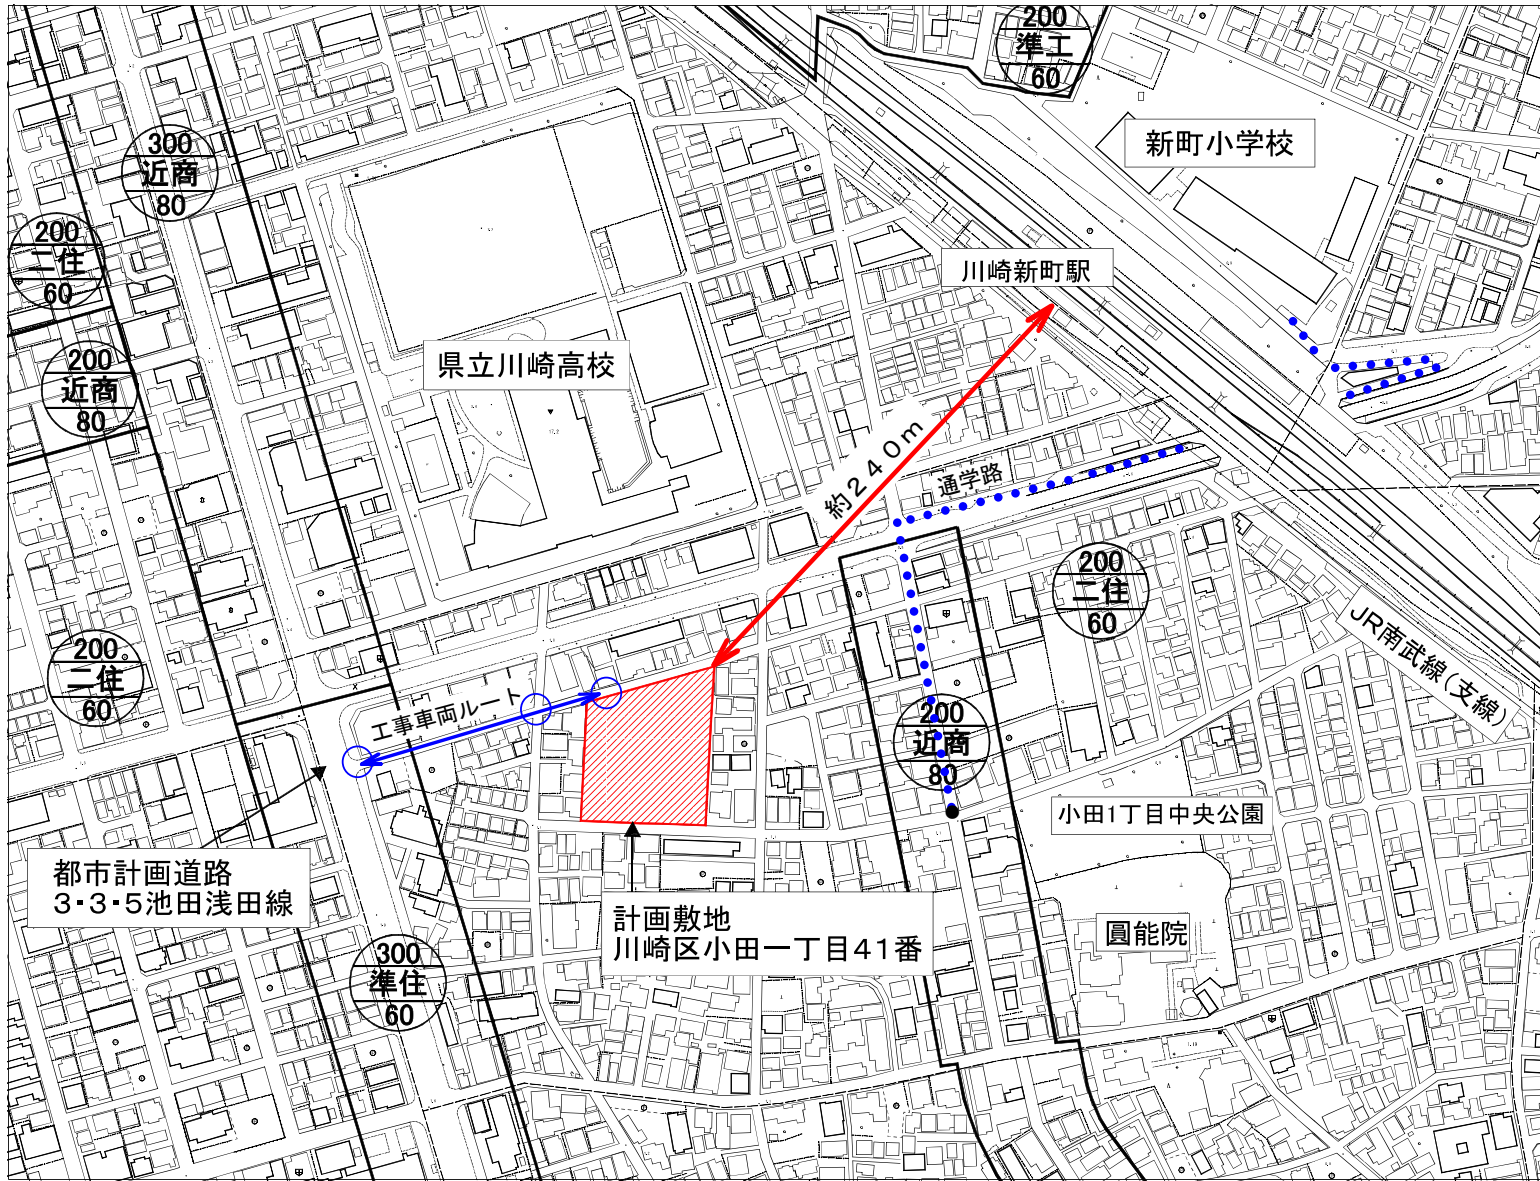 200
準工
60
新町小学校
300
近商
80
200
二住
60
川崎新町駅
200
近商
80
県立川崎高校
約240m
通学路
200
二住
60
JR南武線(支線)
200
二住
60
工事車両ルート
200
近商
80
小田1丁目中央公園
都市計画道路
3・3・5池田浅田線
計画敷地
川崎区小田一丁目41番
圓能院
300
準住
60